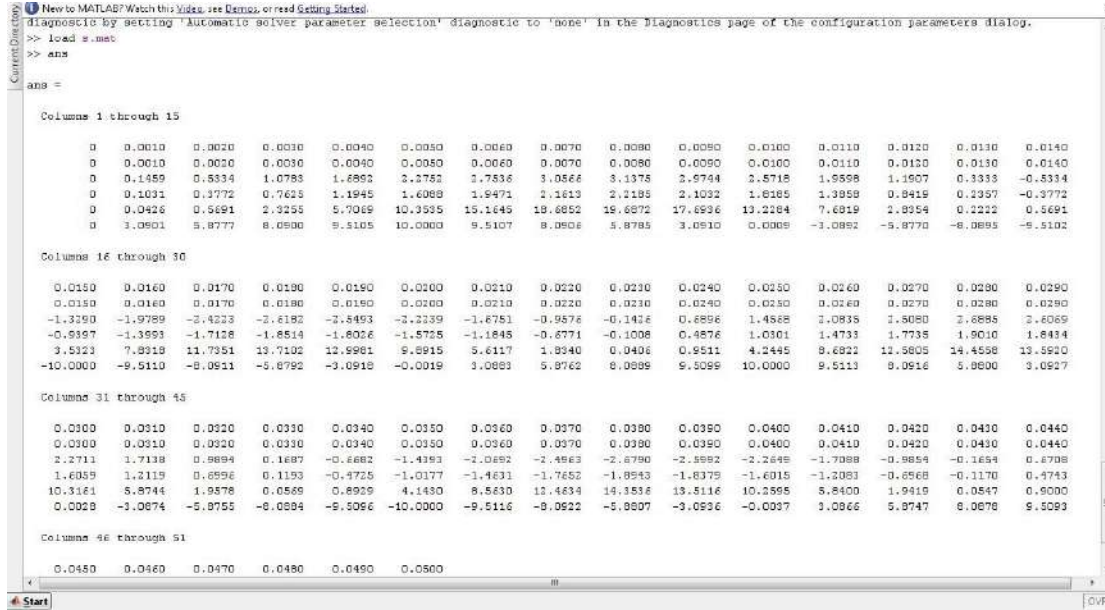 New to MATLAB? Watch this Video, see Demos, or read Getting Started.
diagnostic by setting 'Automatic solver parameter selection' diagnostic to 'none' in the Diagnostics page of the configuration parameters dialog.
>> load s.mat
>> ans
ans =
Columns 1 through 15
0 0.0010 0.0020 0.0030 0.0040 0.0050 0.0060 0.0070 0.0080 0.0090 0.0100 0.0110 0.0120 0.0130 0.0140
0 0.0010 0.0020 0.0030 0.0040 0.0050 0.0060 0.0070 0.0080 0.0090 0.0100 0.0110 0.0120 0.0130 0.0140
0 0.1459 0.5334 1.0783 1.6892 2.2752 2.7536 3.0566 3.1375 2.9744 2.5718 1.9598 1.1907 0.3333 -0.5334
0 0.1031 0.3772 0.7625 1.1945 1.6088 1.9471 2.1613 2.2185 2.1032 1.8185 1.3858 0.8419 0.2357 -0.3772
0 0.0426 0.5691 2.3255 5.7069 10.3535 15.1645 18.6852 19.6872 17.6936 13.2284 7.6819 2.8354 0.2222 0.5691
0 3.0901 5.8777 8.0900 9.5105 10.0000 9.5107 8.0906 5.8785 3.0910 0.0009 -3.0892 -5.8770 -8.0895 -9.5102
Columns 16 through 30
0.0150 0.0160 0.0170 0.0180 0.0190 0.0200 0.0210 0.0220 0.0230 0.0240 0.0250 0.0260 0.0270 0.0280 0.0290
0.0150 0.0160 0.0170 0.0180 0.0190 0.0200 0.0210 0.0220 0.0230 0.0240 0.0250 0.0260 0.0270 0.0280 0.0290
-1.3290 -1.9789 -2.4223 -2.6182 -2.5493 -2.2239 -1.6751 -0.9576 -0.1426 0.6896 1.4568 2.0835 2.5080 2.6885 2.6069
-0.9397 -1.3993 -1.7128 -1.8514 -1.8026 -1.5725 -1.1845 -0.6771 -0.1008 0.4876 1.0301 1.4733 1.7735 1.9010 1.8434
3.5323 7.8318 11.7351 13.7102 12.9981 9.8915 5.6117 1.8340 0.0406 0.9511 4.2445 8.6822 12.5805 14.4558 13.5920
-10.0000 -9.5110 -8.0911 -5.8792 -3.0918 -0.0019 3.0883 5.8762 8.0889 9.5099 10.0000 9.5113 8.0916 5.8800 3.0927
Columns 31 through 45
0.0300 0.0310 0.0320 0.0330 0.0340 0.0350 0.0360 0.0370 0.0380 0.0390 0.0400 0.0410 0.0420 0.0430 0.0440
0.0300 0.0310 0.0320 0.0330 0.0340 0.0350 0.0360 0.0370 0.0380 0.0390 0.0400 0.0410 0.0420 0.0430 0.0440
2.2711 1.7138 0.9894 0.1687 -0.6682 -1.4393 -2.0692 -2.4963 -2.6790 -2.5992 -2.2649 -1.7088 -0.9854 -0.1654 0.6708
1.6059 1.2119 0.6996 0.1193 -0.4725 -1.0177 -1.4631 -1.7652 -1.8943 -1.8379 -1.6015 -1.2083 -0.6968 -0.1170 0.4743
10.3161 5.8744 1.9578 0.0569 0.8929 4.1430 8.5630 12.4634 14.3536 13.5116 10.2595 5.8400 1.9419 0.0547 0.9000
0.0028 -3.0874 -5.8755 -8.0884 -9.5096 -10.0000 -9.5116 -8.0922 -5.8807 -3.0936 -0.0037 3.0866 5.8747 8.0878 9.5093
Columns 46 through 51
0.0450 0.0460 0.0470 0.0480 0.0490 0.0500
Start
OVR
Current Directory